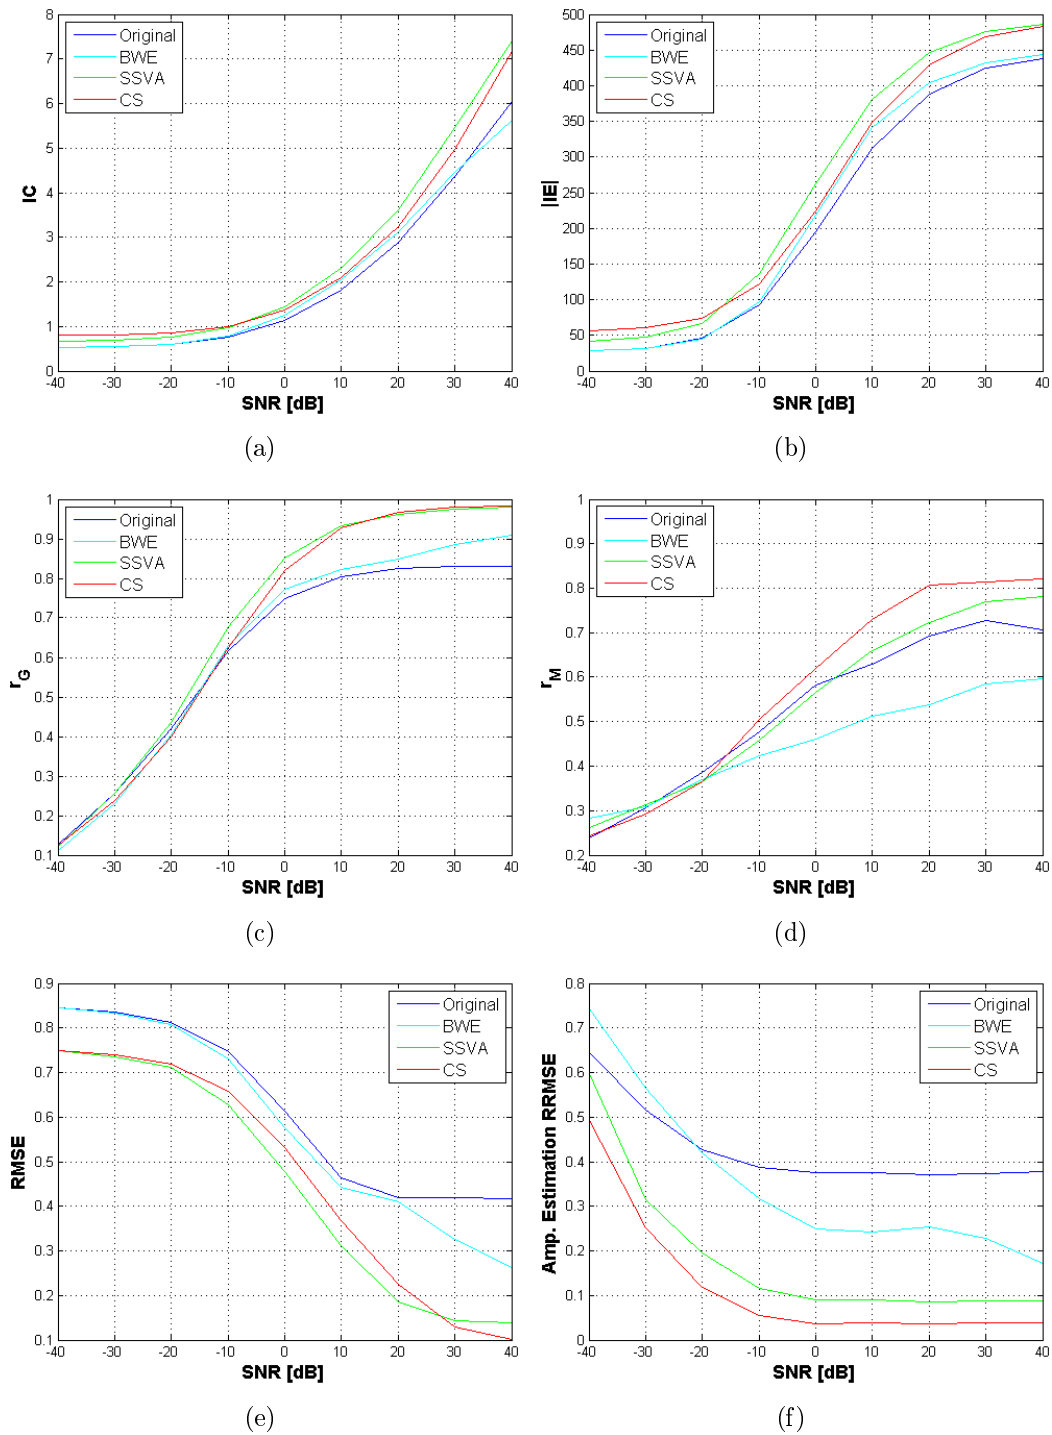 8
7
6
5
4
3
2
1
0
IC
Original
BWE
SSVA
CS
-40 -30 -20 -10 0 10 20 30 40
SNR [dB]
(a)
500
450
400
350
300
250
200
150
100
50
0
|IE|
Original
BWE
SSVA
CS
-40 -30 -20 -10 0 10 20 30 40
SNR [dB]
(b)
1
0.9
0.8
0.7
0.6
0.5
0.4
0.3
0.2
0.1
r_G
Original
BWE
SSVA
CS
-40 -30 -20 -10 0 10 20 30 40
SNR [dB]
(c)
1
0.9
0.8
0.7
0.6
0.5
0.4
0.3
0.2
r_M
Original
BWE
SSVA
CS
-40 -30 -20 -10 0 10 20 30 40
SNR [dB]
(d)
0.9
0.8
0.7
0.6
0.5
0.4
0.3
0.2
0.1
RMSE
Original
BWE
SSVA
CS
-40 -30 -20 -10 0 10 20 30 40
SNR [dB]
(e)
0.8
0.7
0.6
0.5
0.4
0.3
0.2
0.1
0
Amp. Estimation RRMSE
Original
BWE
SSVA
CS
-40 -30 -20 -10 0 10 20 30 40
SNR [dB]
(f)